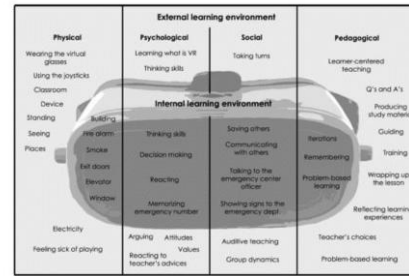 External learning environment
Physical
Psychological
Social
Pedagogical
Wearing the virtual
glasses
Using the joysticks
Classroom
Device
Standing
Seeing
Places
Learning what is VR
Thinking skills
Taking turns
Learner-centered
teaching
Q's and A's
Producing
study material
Guiding
Training
Wrapping up
the lesson
Reflecting learning
experiences
Internal learning environment
Building
Fire alarm
Smoke
Exit doors
Elevator
Window
Thinking skills
Decision making
Reacting
Memorizing
emergency number
Saving others
Communicating
with others
Talking to the
emergency center
officer
Showing signs to the
emergency dept.
Iterations
Remembering
Problem-based
learning
Electricity
Feeling sick of playing
Arguing
Attitudes
Values
Reacting to
teacher's advices
Auditive teaching
Group dynamics
Teacher's choices
Problem-based learning